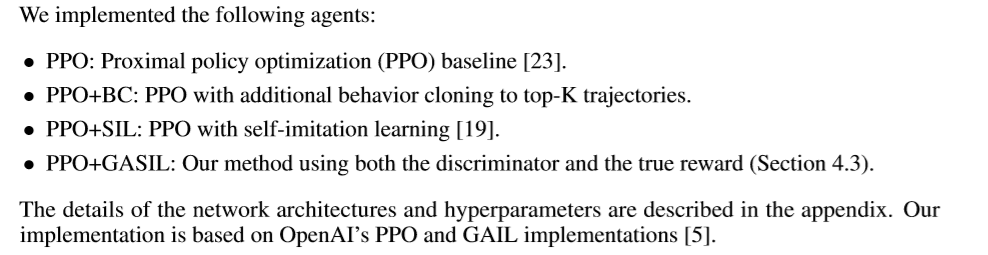 We implemented the following agents:
• PPO: Proximal policy optimization (PPO) baseline [23].
• PPO+BC: PPO with additional behavior cloning to top-K trajectories.
• PPO+SIL: PPO with self-imitation learning [19].
• PPO+GASIL: Our method using both the discriminator and the true reward (Section 4.3).
The details of the network architectures and hyperparameters are described in the appendix. Our
implementation is based on OpenAI's PPO and GAIL implementations [5].